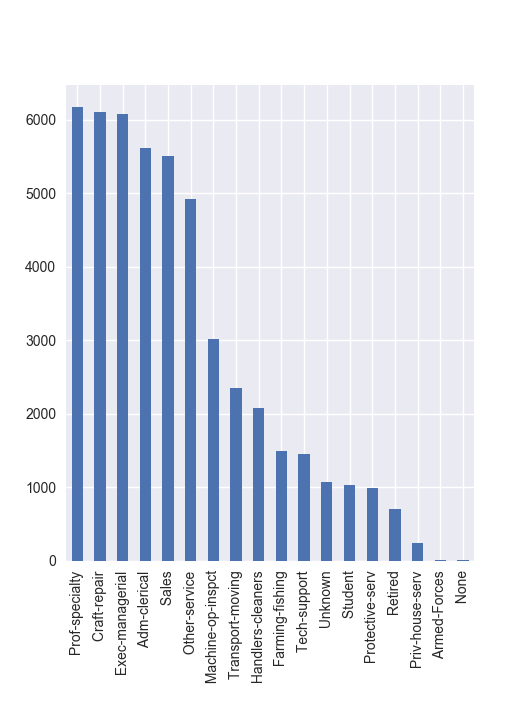 6000
5000
4000
3000
2000
1000
0
Prof-specialty
Craft-repair
Exec-managerial
Adm-clerical
Sales
Other-service
Machine-op-inspct
Transport-moving
Handlers-cleaners
Farming-fishing
Tech-support
Unknown
Student
Protective-serv
Retired
Priv-house-serv
Armed-Forces
None